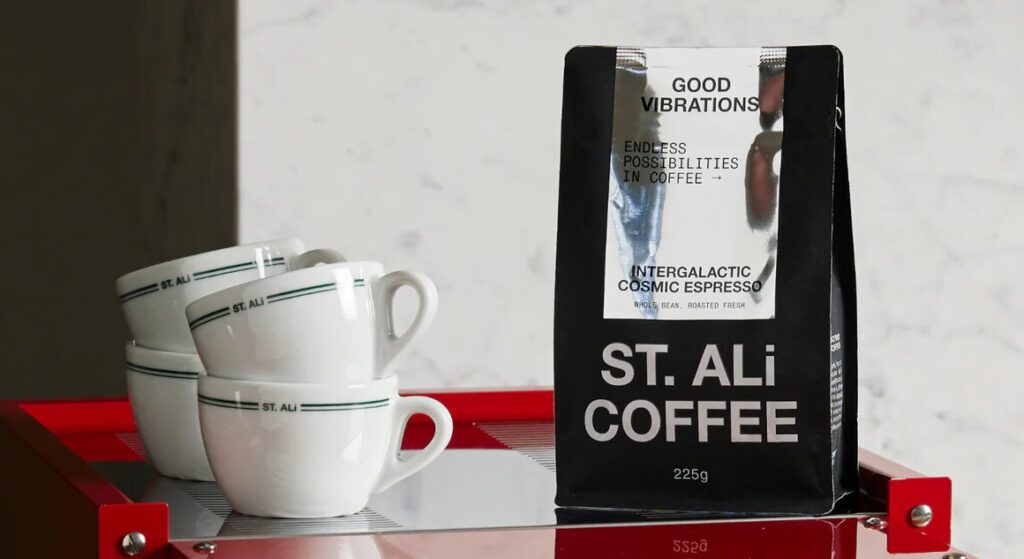 GOOD
VIBRATIONS
ENDLESS
POSSIBILITIES
IN COFFEE →
INTERGALACTIC
COSMIC ESPRESSO
WHOLE BEAN, ROASTED FRESH
ST. ALi
COFFEE
225g
ST. ALi
ST. ALi
ST. ALi
225g